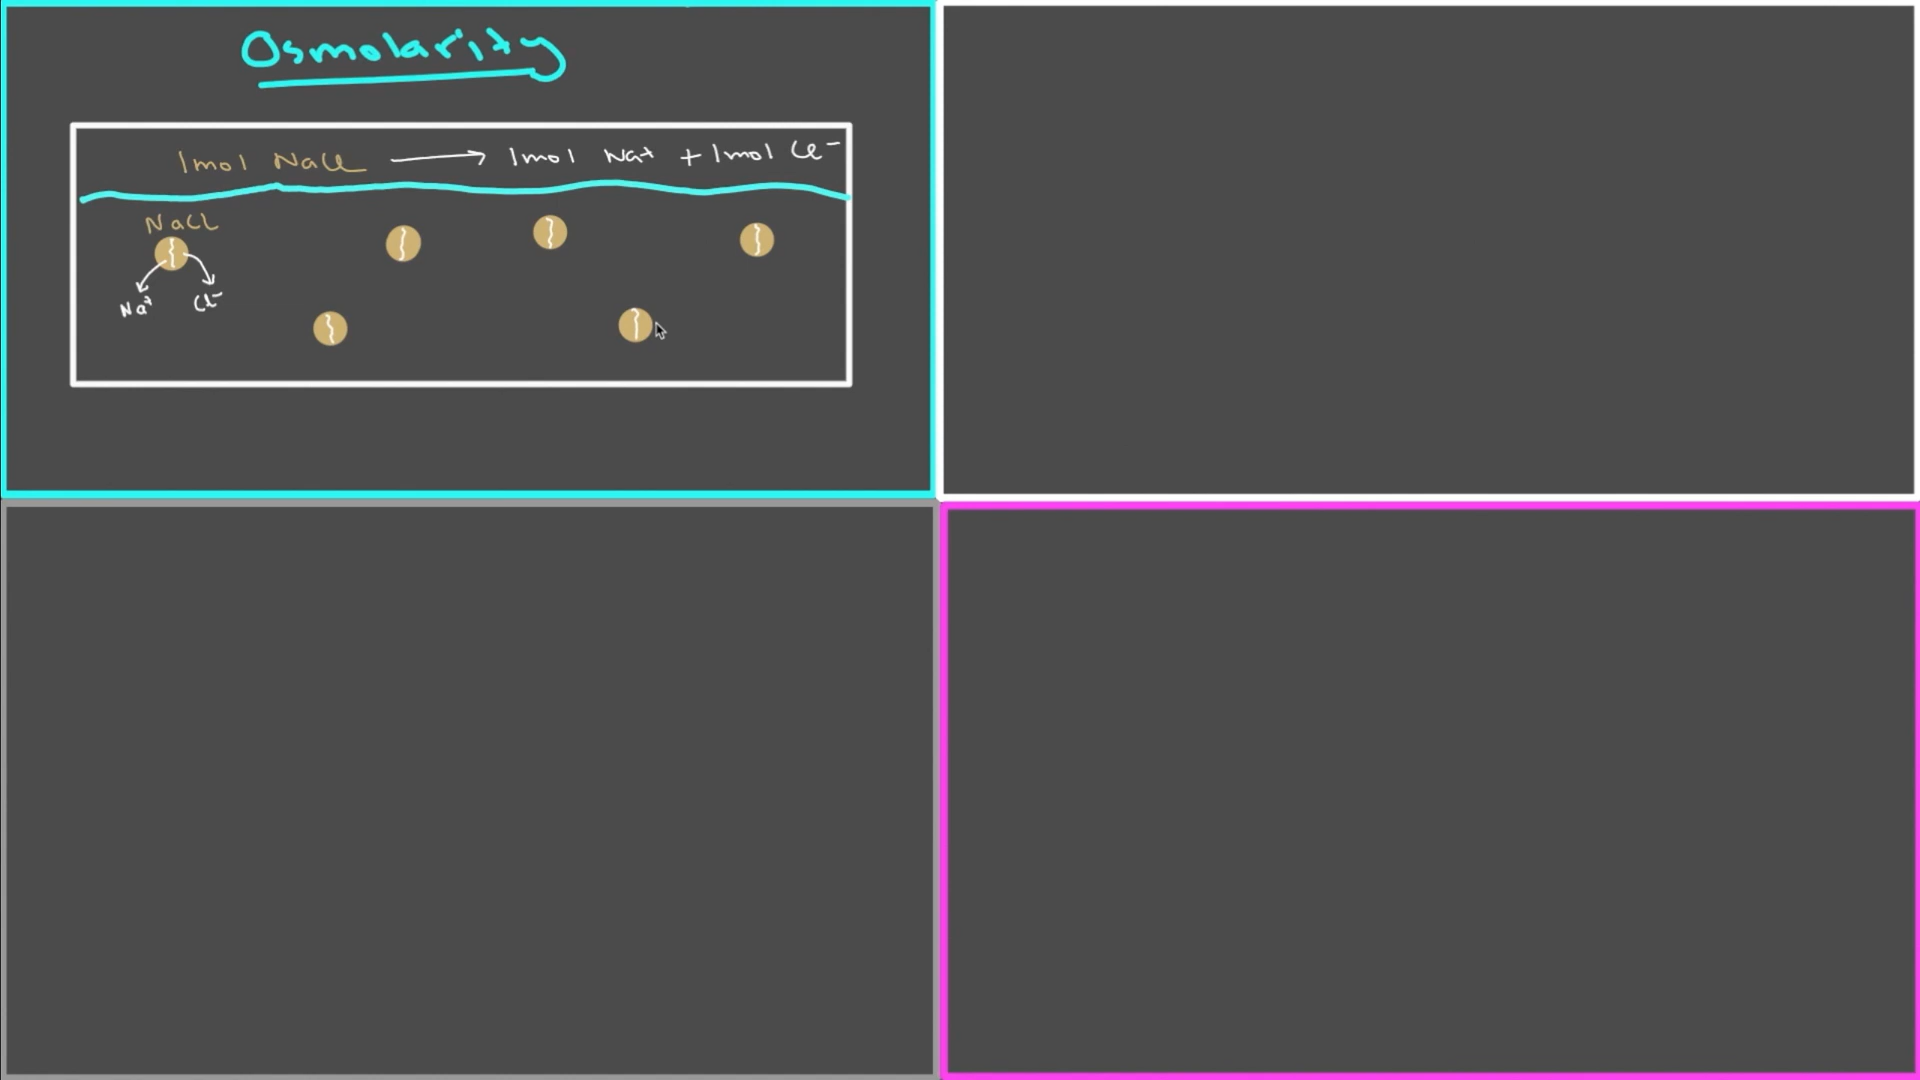 Osmolarity
1mol NaCl → 1mol Na+ + 1mol Cl-
NaCl
Na+ Cl-